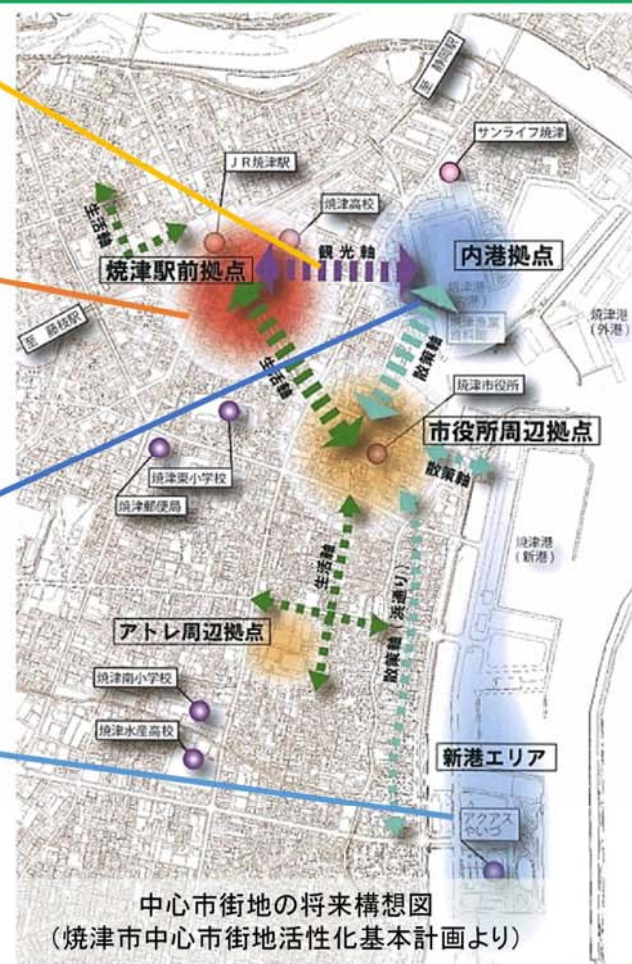 至 静岡駅
サンライフ焼津
JR焼津駅
焼津高校
生活軸
観光軸
焼津駅前拠点
内港拠点
焼津港
(外港)
至 藤枝駅
散策軸
生活軸
焼津市役所
市役所周辺拠点
散策軸
焼津東小学校
焼津郵便局
焼津港
(新港)
生活軸
散策軸(浜通り)
アトレ周辺拠点
焼津南小学校
焼津水産高校
新港エリア
アクアス
やいづ
中心市街地の将来構想図
(焼津市中心市街地活性化基本計画より)